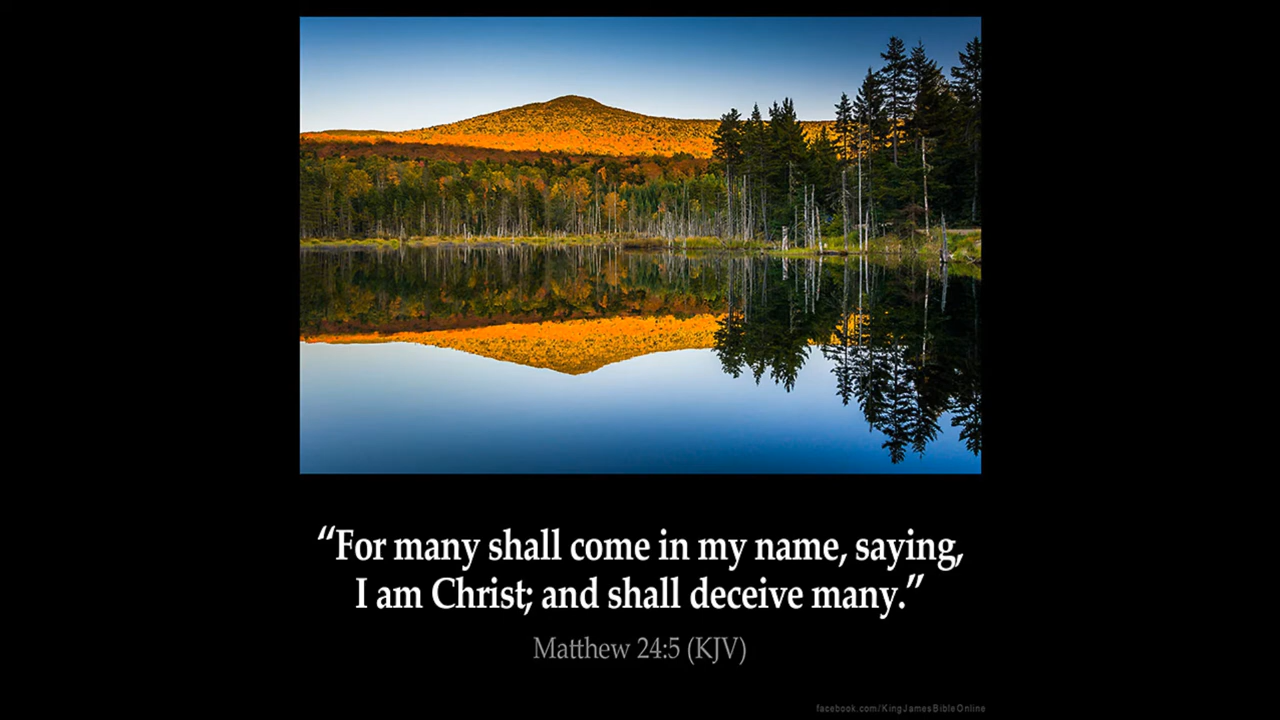 “For many shall come in my name, saying,
I am Christ; and shall deceive many.”
Matthew 24:5 (KJV)
facebook.com/KingJamesBibleOnline